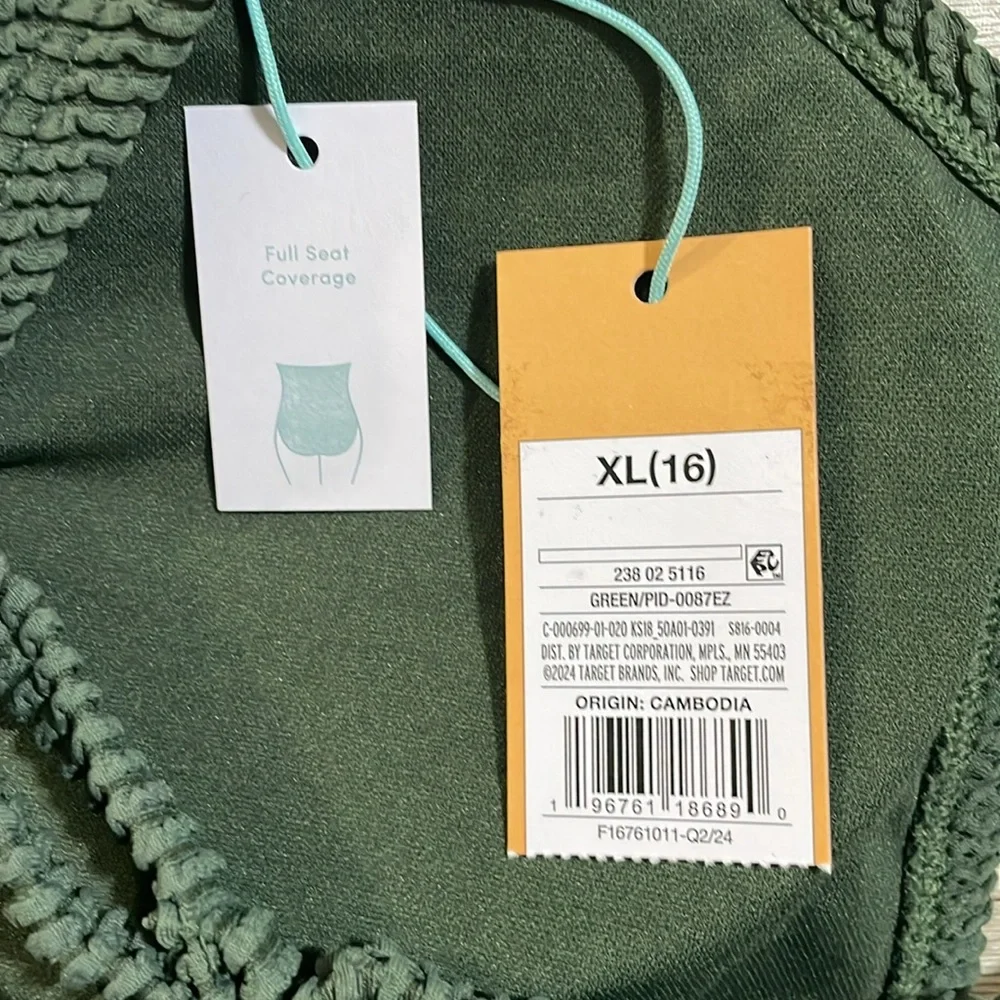 Full Seat
Coverage
XL(16)
238 02 5116
GREEN/PID-0087EZ
C-000699-01-020 KS18_50A01-0391 S816-0004
DIST. BY TARGET CORPORATION, MPLS., MN 55403
©2024 TARGET BRANDS, INC. SHOP TARGET.COM
ORIGIN: CAMBODIA
1 96761 18689 0
F16761011-Q2/24